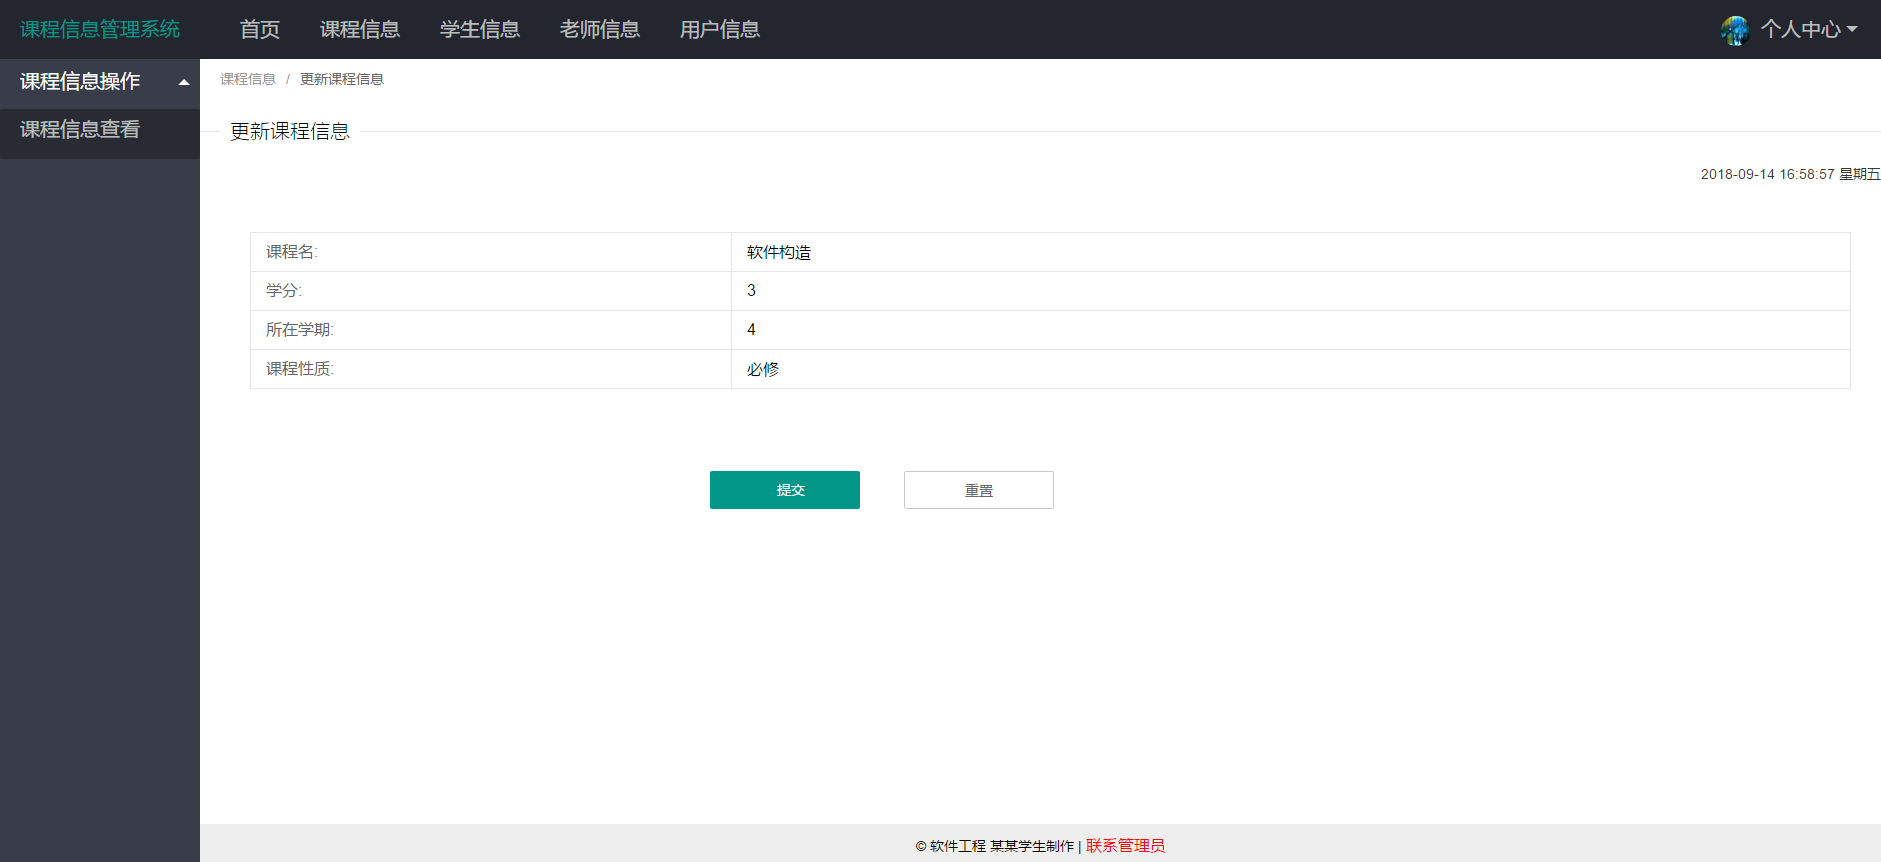 课程信息管理系统 首页 课程信息 学生信息 老师信息 用户信息 个人中心
课程信息操作
课程信息查看
课程信息 / 更新课程信息
更新课程信息
2018-09-14 16:58:57 星期五
课程名: 软件构造
学分: 3
所在学期: 4
课程性质: 必修
提交 重置
© 软件工程 某某学生制作 | 联系管理员